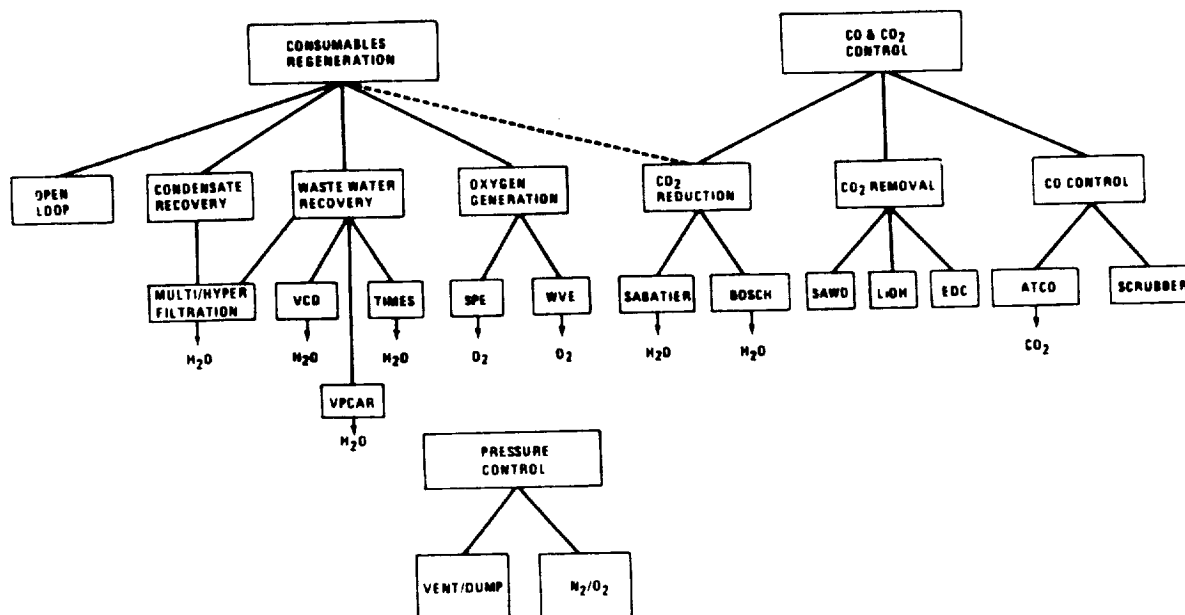 CONSUMABLES
REGENERATION
CO & CO2
CONTROL
OPEN
LOOP
CONDENSATE
RECOVERY
WASTE WATER
RECOVERY
OXYGEN
GENERATION
CO2
REDUCTION
CO2 REMOVAL
CO CONTROL
MULTI/HYPER
FILTRATION
VCD
TIMES
SPE
WVE
SABATIER
BOSCH
SAWD
LiOH
EDC
ATCO
SCRUBBER
H2O
H2O
H2O
O2
O2
H2O
H2O
CO2
VPCAR
H2O
PRESSURE
CONTROL
VENT/DUMP
N2/O2